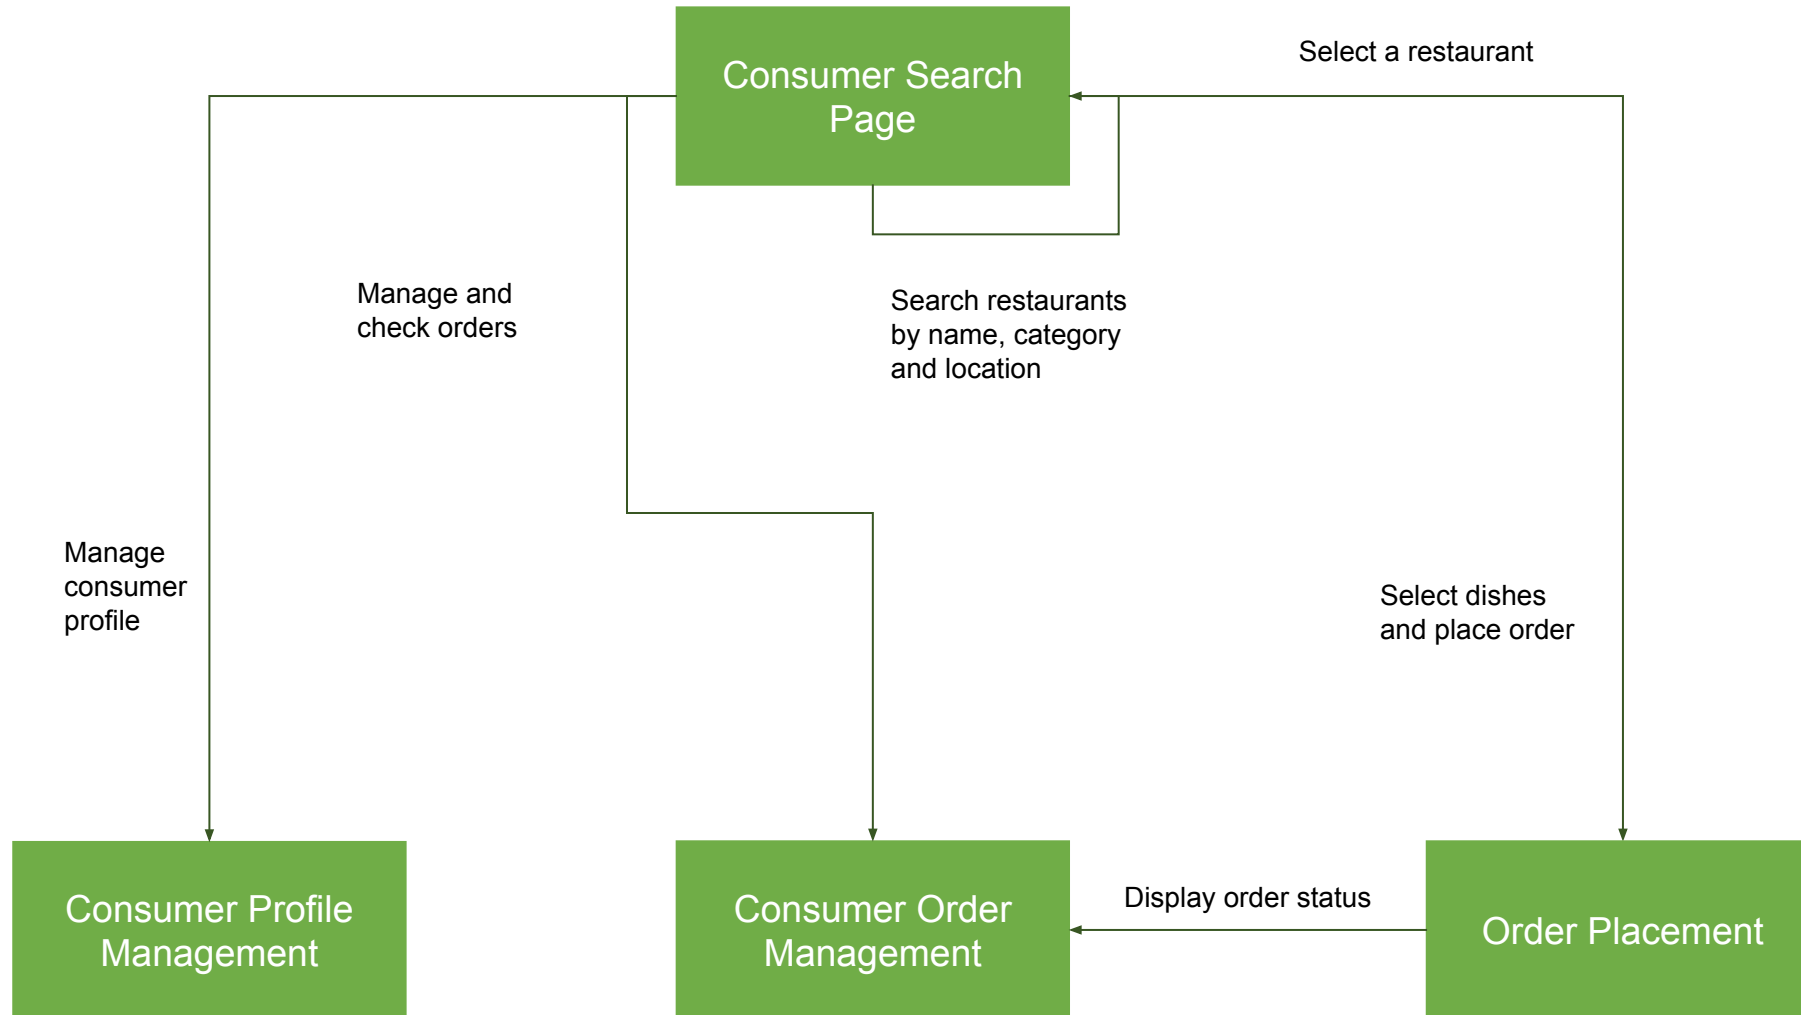 Consumer Search
Page
Select a restaurant
Manage and
check orders
Search restaurants
by name, category
and location
Manage
consumer
profile
Select dishes
and place order
Consumer Profile
Management
Consumer Order
Management
Display order status
Order Placement